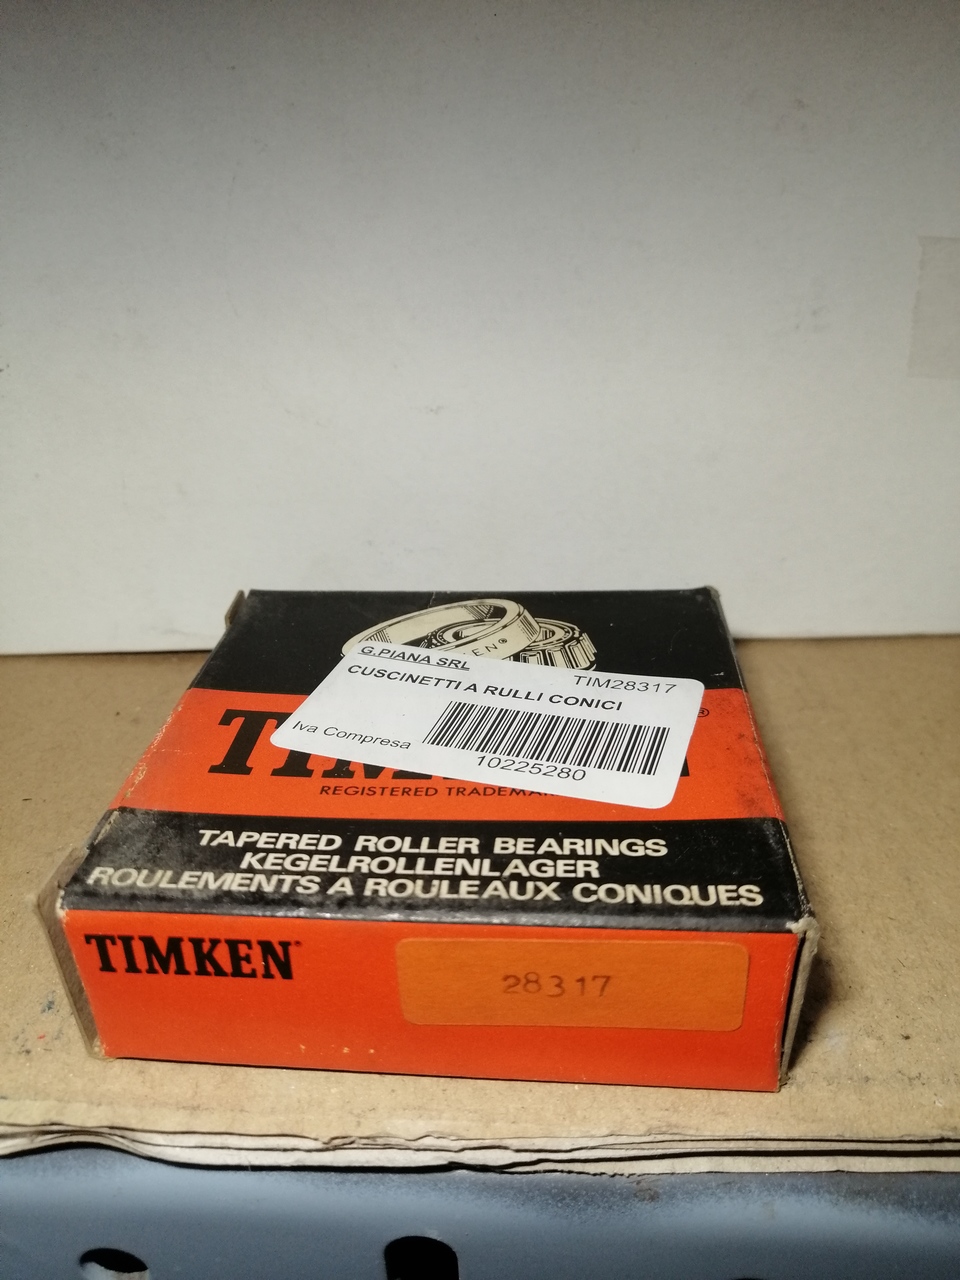 G.PIANA SRL
TIM28317
CUSCINETTI A RULLI CONICI
Iva Compresa
10225280
REGISTERED
TAPERED ROLLER BEARINGS
KEGELROLLENLAGER
ROULEMENTS A ROULEAUX CONIQUES
TIMKEN
28317